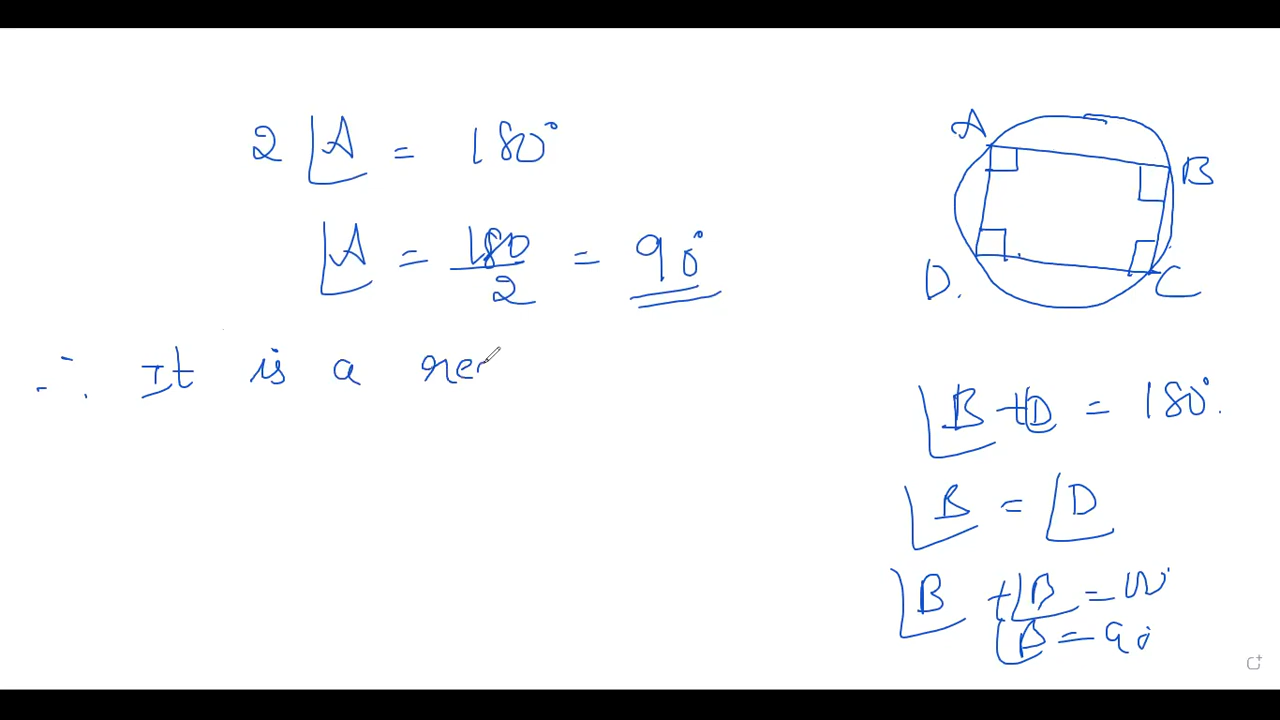 2 ∠A = 180°
∠A = 180/2 = 90°
∴ It is a rec
A
B
D.
C
∠B + ∠D = 180°.
∠B = ∠D
∠B + ∠B = 180°
∠B = 90